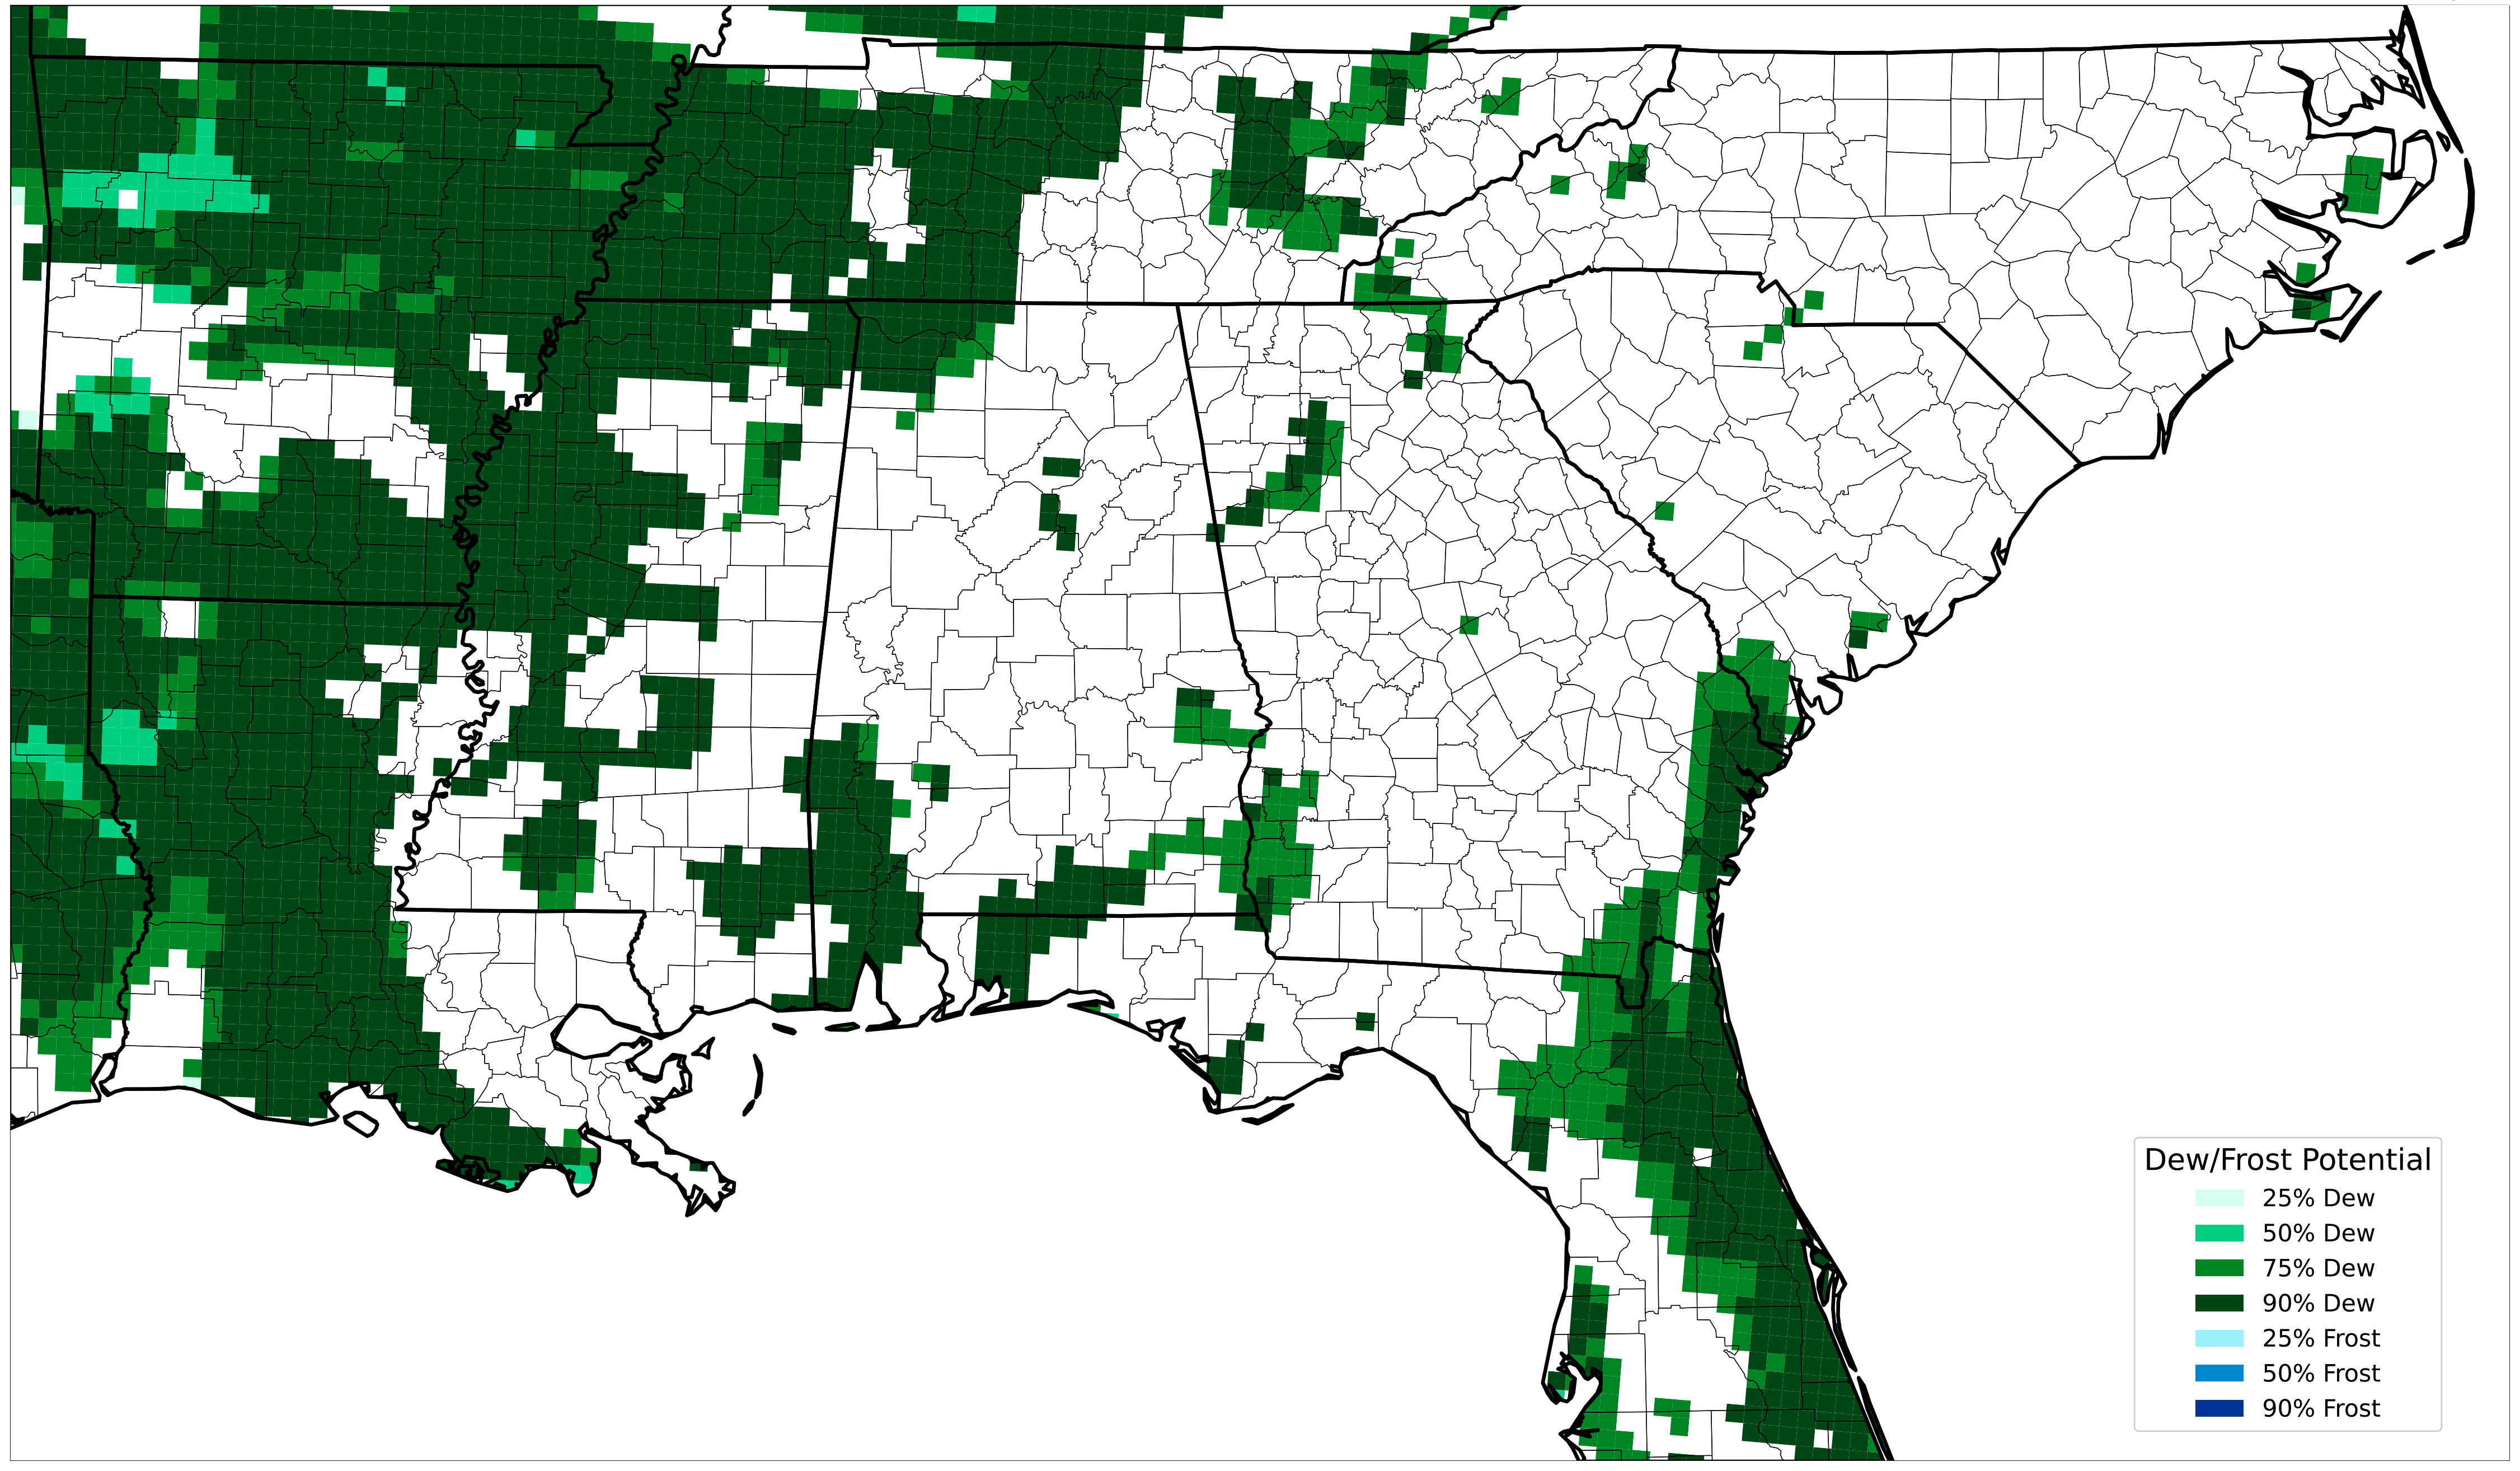 Dew/Frost Potential
25% Dew
50% Dew
75% Dew
90% Dew
25% Frost
50% Frost
90% Frost